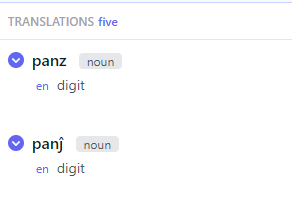 TRANSLATIONS five
panz noun
en digit
panĵ noun
en digit